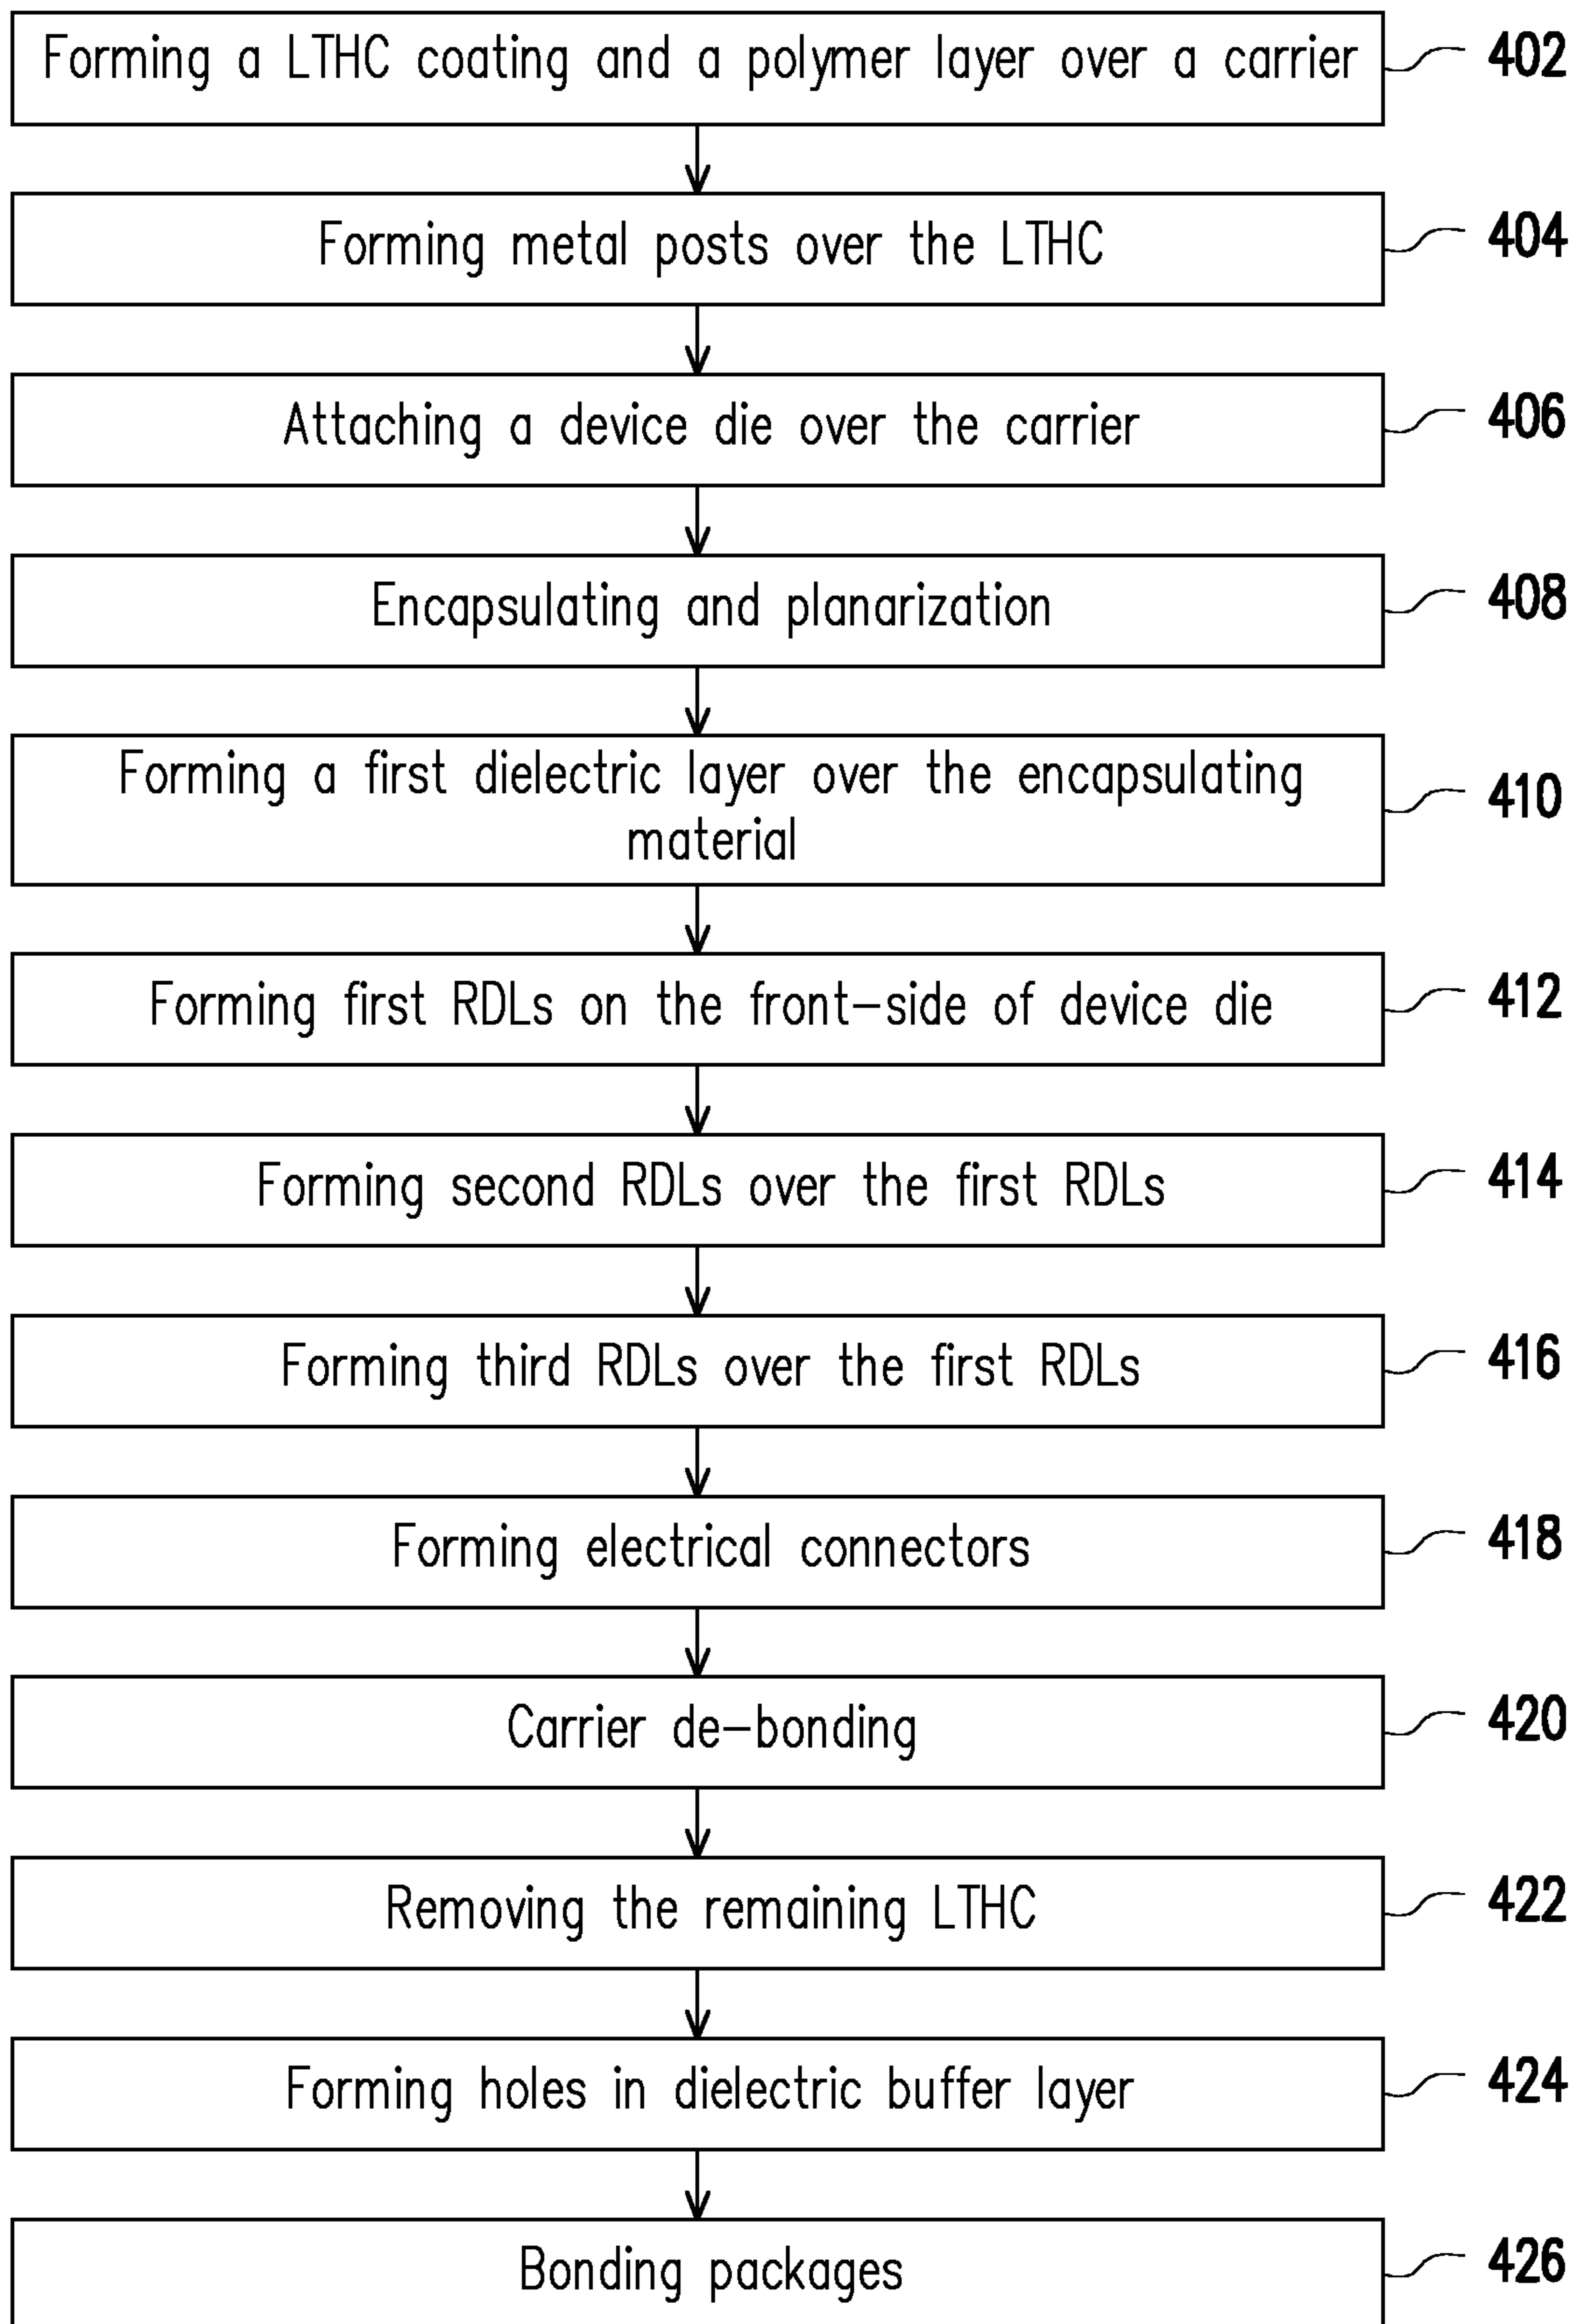 Forming a LTHC coating and a polymer layer over a carrier 402
Forming metal posts over the LTHC 404
Attaching a device die over the carrier 406
Encapsulating and planarization 408
Forming a first dielectric layer over the encapsulating
material
410
Forming first RDLs on the front-side of device die 412
Forming second RDLs over the first RDLs 414
Forming third RDLs over the first RDLs 416
Forming electrical connectors 418
Carrier de-bonding 420
Removing the remaining LTHC 422
Forming holes in dielectric buffer layer 424
Bonding packages 426